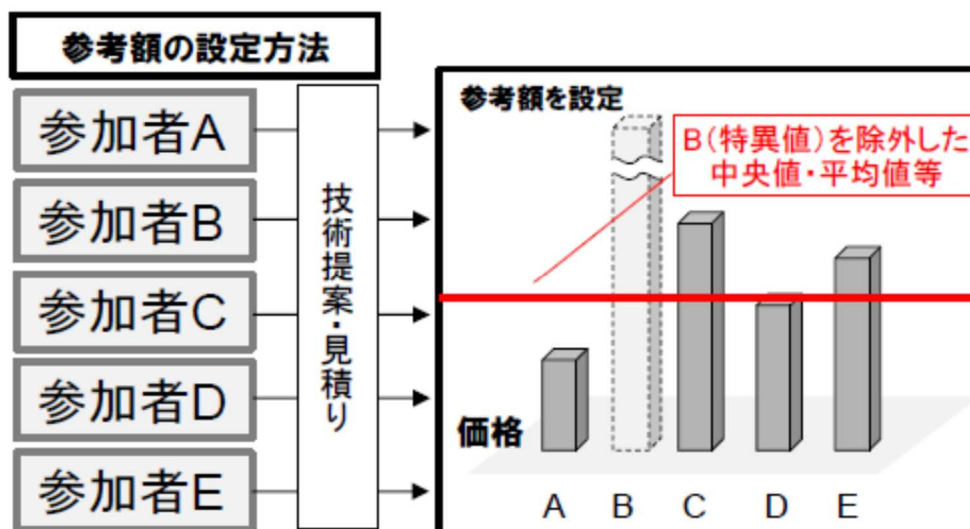 参考額の設定方法
参加者A
参加者B
参加者C
参加者D
参加者E
技術提案・見積り
参考額を設定
B(特異値)を除外した
中央値・平均値等
価格
A B C D E